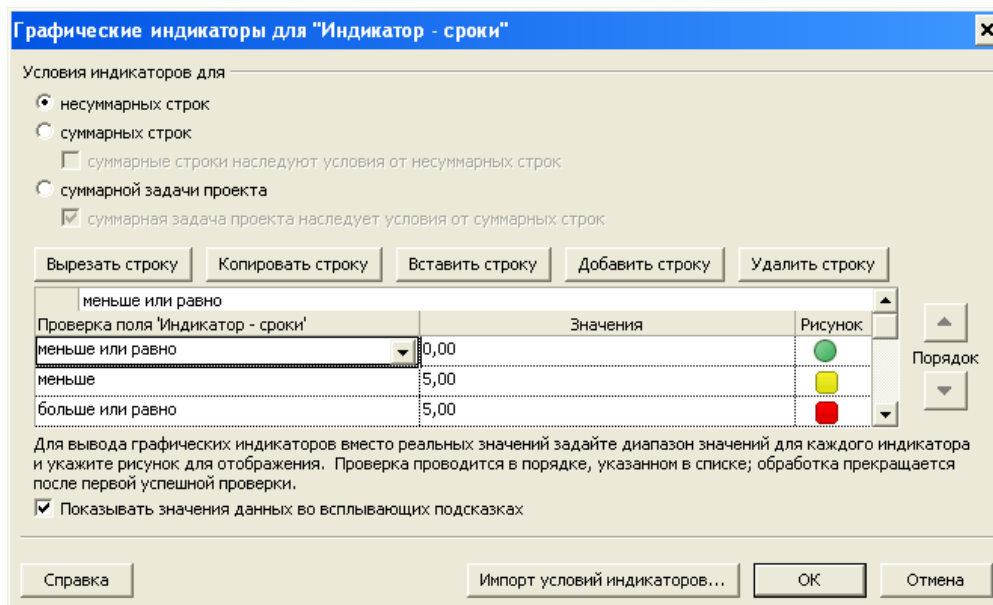 Графические индикаторы для "Индикатор - сроки"
Условия индикаторов для
несуммарных строк
суммарных строк
суммарные строки наследуют условия от несуммарных строк
суммарной задачи проекта
суммарная задача проекта наследует условия от суммарных строк
Вырезать строку Копировать строку Вставить строку Добавить строку Удалить строку
меньше или равно
Проверка поля 'Индикатор - сроки' Значения Рисунок
меньше или равно 0,00
Порядок
меньше 5,00
больше или равно 5,00
Для вывода графических индикаторов вместо реальных значений задайте диапазон значений для каждого индикатора
и укажите рисунок для отображения. Проверка проводится в порядке, указанном в списке; обработка прекращается
после первой успешной проверки.
Показывать значения данных во всплывающих подсказках
Справка Импорт условий индикаторов... ОК Отмена